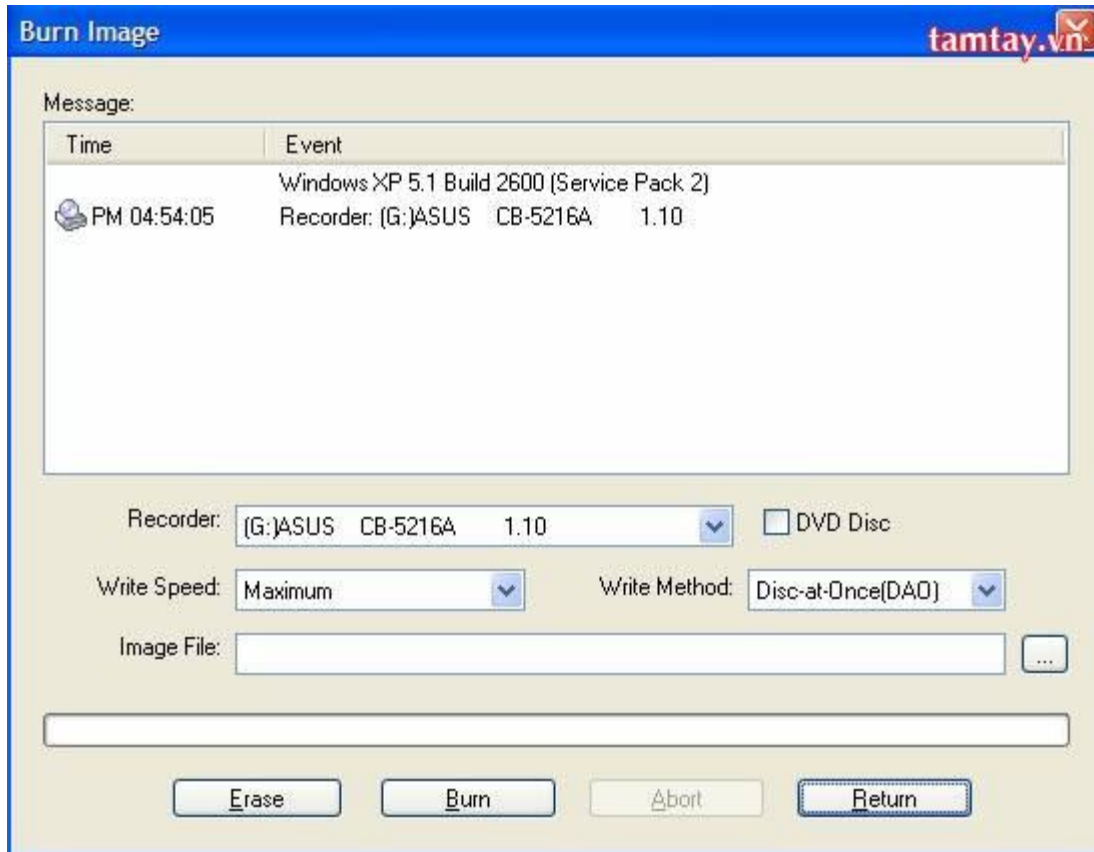 Burn Image
tamtay.vn
Message:
Time Event
Windows XP 5.1 Build 2600 (Service Pack 2)
PM 04:54:05 Recorder: (G:)ASUS CB-5216A 1.10
Recorder: (G:)ASUS CB-5216A 1.10 DVD Disc
Write Speed: Maximum Write Method: Disc-at-Once(DAO)
Image File: ...
Erase Burn Abort Return